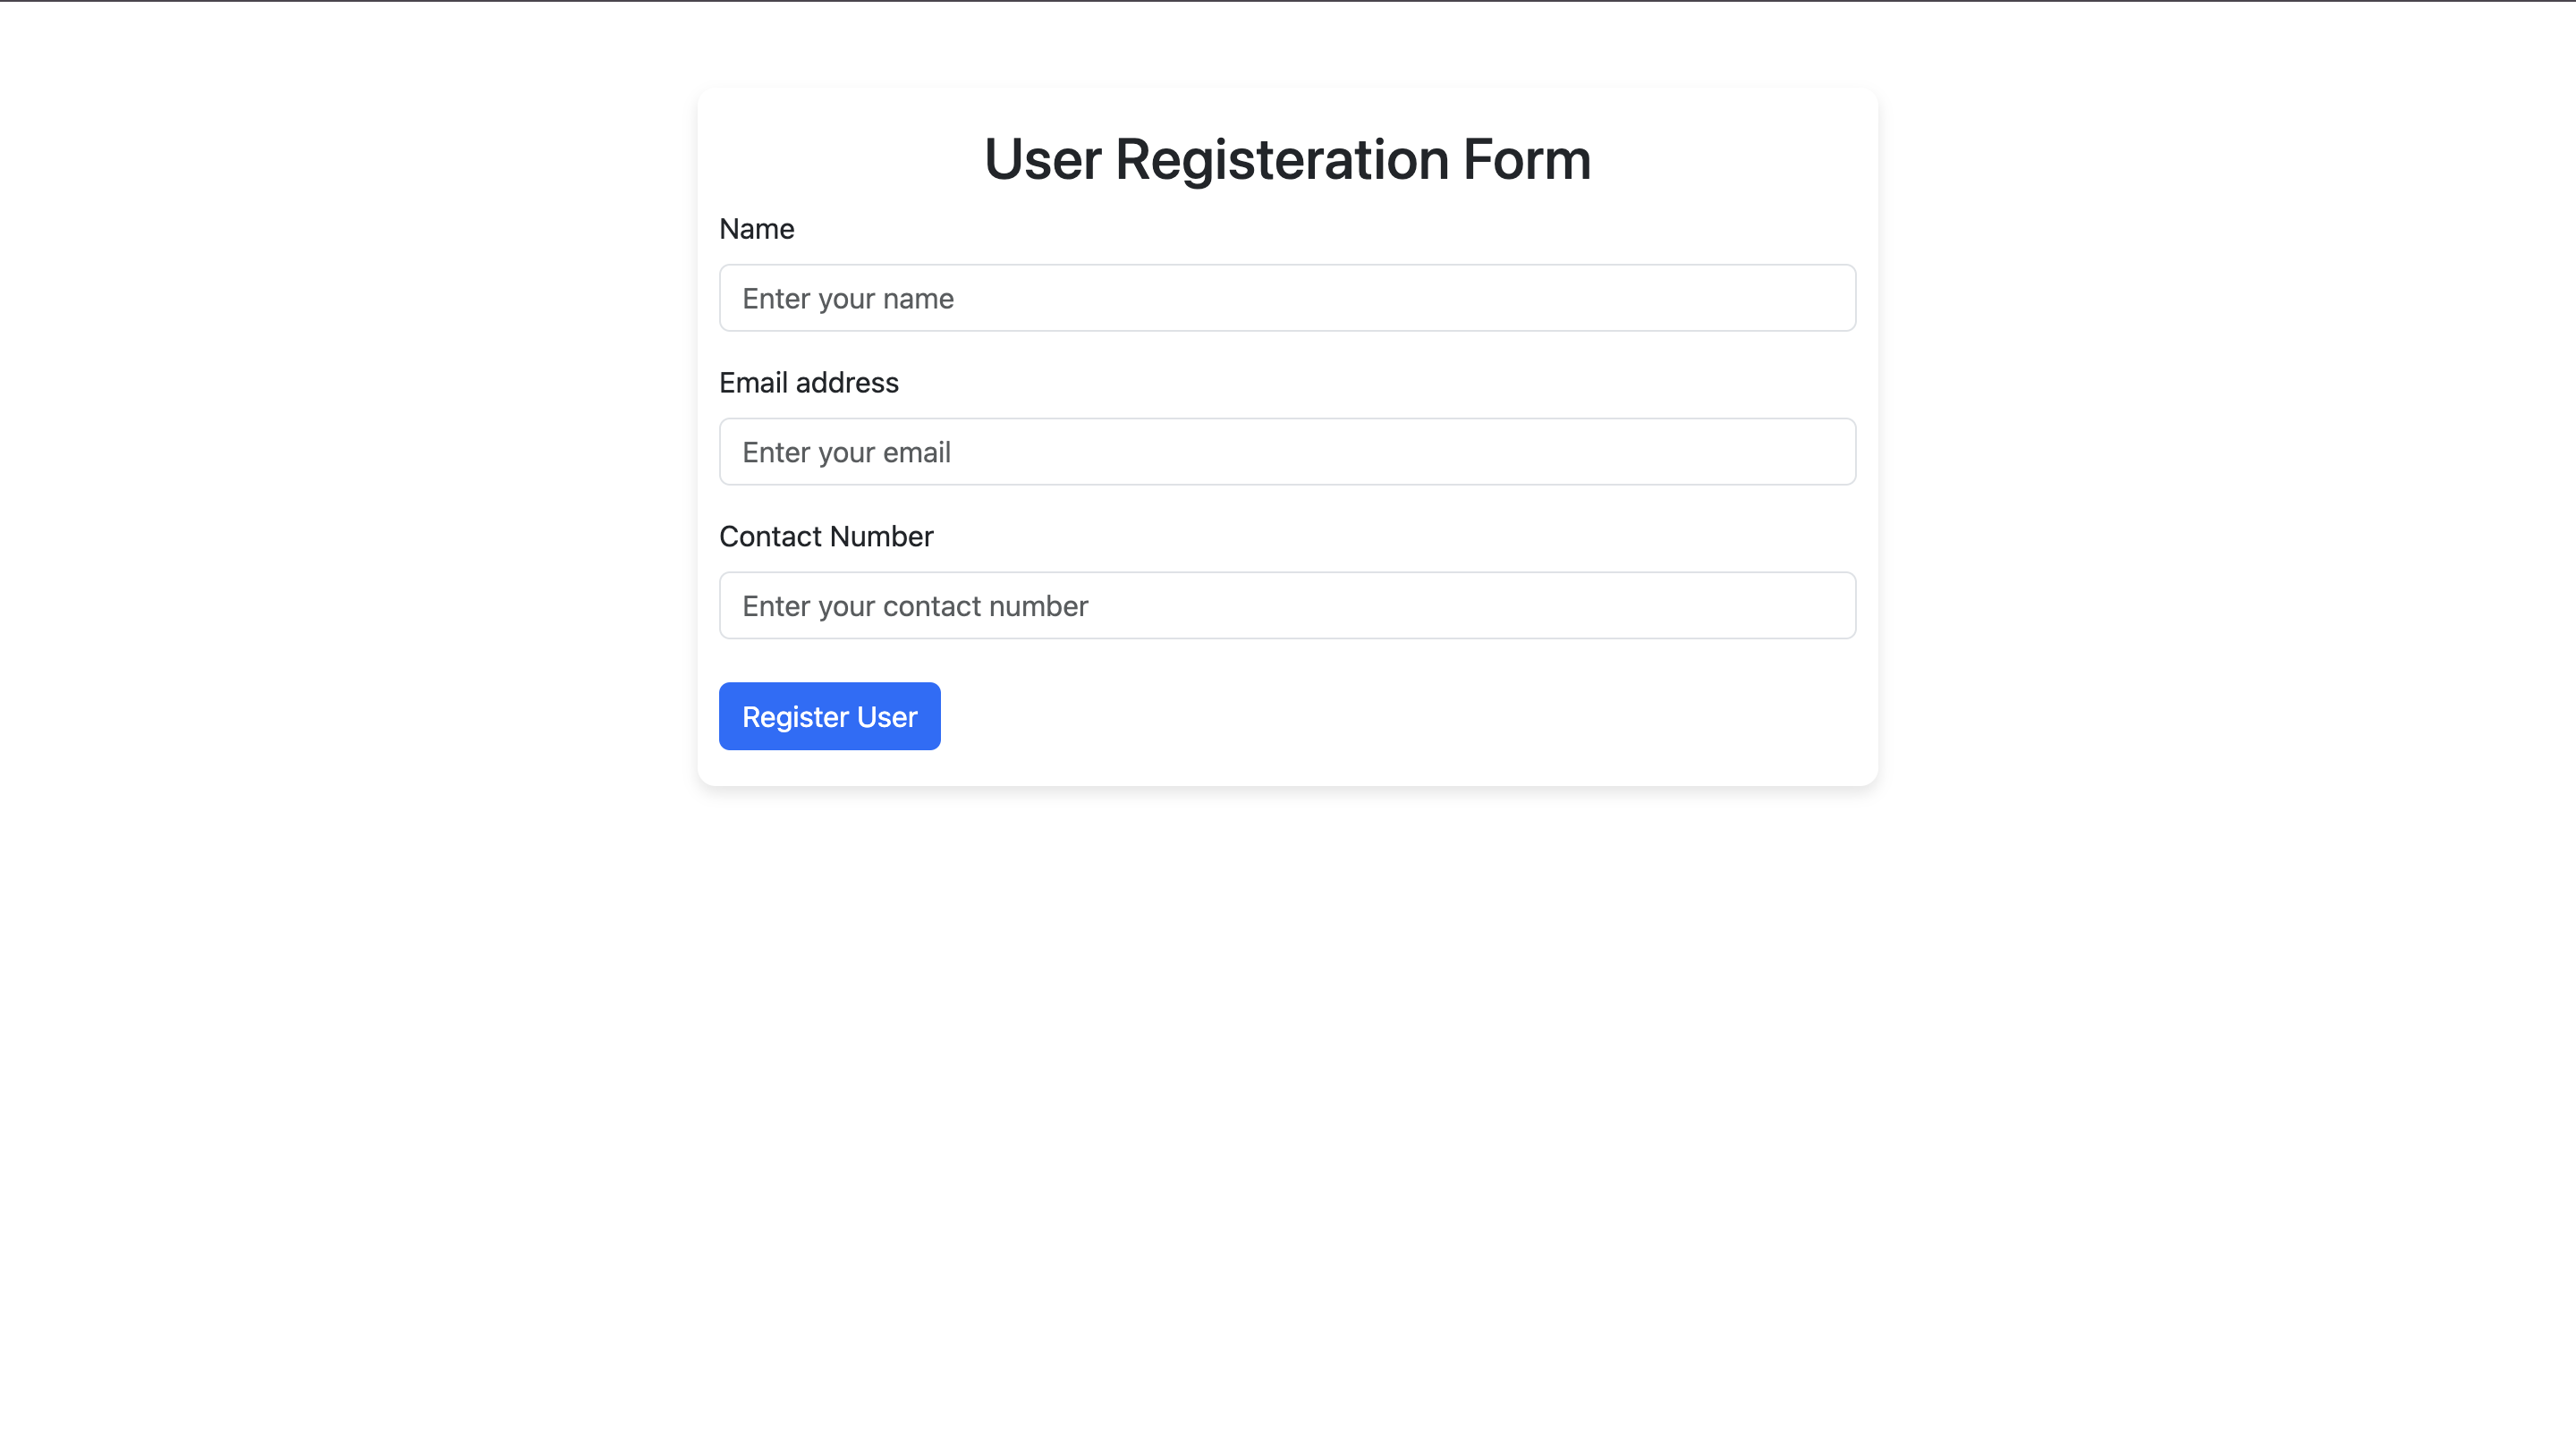 User Registeration Form
Name
Enter your name
Email address
Enter your email
Contact Number
Enter your contact number
Register User